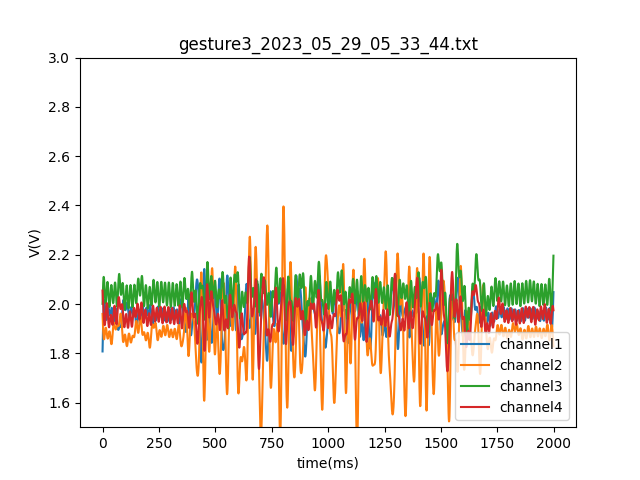 gesture3_2023_05_29_05_33_44.txt
3.0
2.8
2.6
2.4
2.2
2.0
1.8
1.6
V(V)
channel1
channel2
channel3
channel4
0 250 500 750 1000 1250 1500 1750 2000
time(ms)